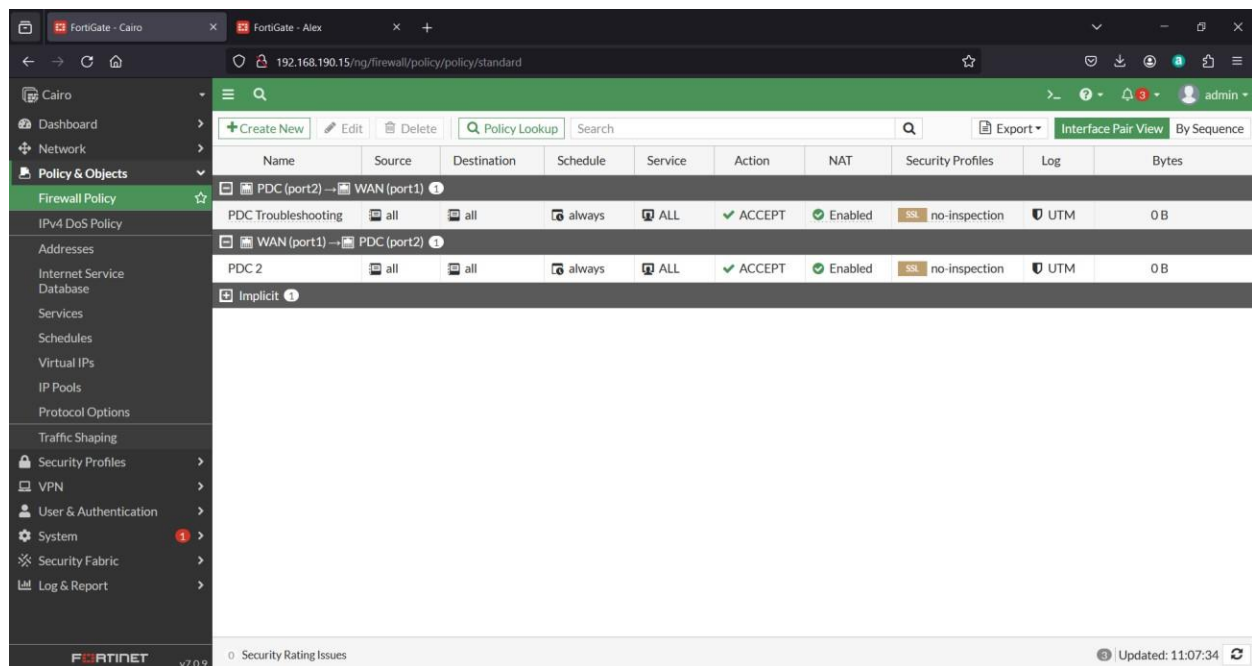 FortiGate - Cairo
FortiGate - Alex
192.168.190.15/ng/firewall/policy/policy/standard
Cairo
3
admin
Dashboard
Network
Policy & Objects
Firewall Policy
IPv4 DoS Policy
Addresses
Internet Service
Database
Services
Schedules
Virtual IPs
IP Pools
Protocol Options
Traffic Shaping
Security Profiles
VPN
User & Authentication
System 1
Security Fabric
Log & Report
FORTINET v7.0.9
+Create New Edit Delete Policy Lookup Search Export Interface Pair View By Sequence
Name Source Destination Schedule Service Action NAT Security Profiles Log Bytes
PDC (port2) → WAN (port1) 1
PDC Troubleshooting all all always ALL ACCEPT Enabled SSL no-inspection UTM 0 B
WAN (port1) → PDC (port2) 1
PDC 2 all all always ALL ACCEPT Enabled SSL no-inspection UTM 0 B
Implicit 1
0 Security Rating Issues
3 Updated: 11:07:34